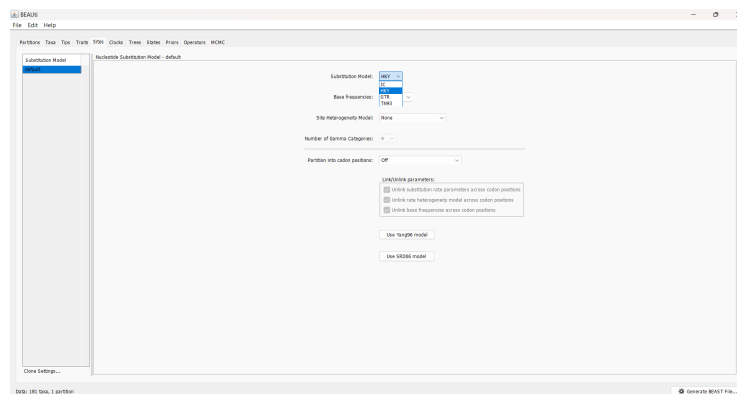 BEAUti
File Edit Help
Partitions Taxa Tips Traits Sites Clocks Trees States Priors Operators MCMC
Substitution Model
default
Nucleotide Substitution Model - default
Substitution Model: HKY
JC
HKY
GTR
TN93
Base Frequencies:
Site Heterogeneity Model: None
Number of Gamma Categories: 4
Partition into codon positions: Off
Link/Unlink parameters:
Unlink substitution rate parameters across codon positions
Unlink rate heterogeneity model across codon positions
Unlink base frequencies across codon positions
Use Yang96 model
Use SRD06 model
Clone Settings...
Data: 181 taxa, 1 partition
Generate BEAST File...